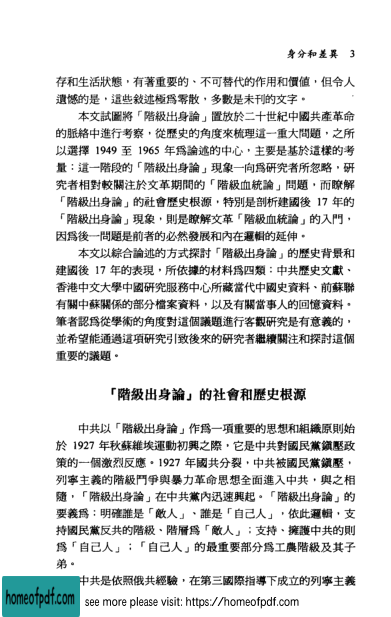 身分和差異 3
存和生活狀態，有著重要的、不可替代的作用和價值，但令人
遺憾的是，這些敍述極爲零散，多數是未刊的文字。
本文試圖將「階級出身論」置放於二十世紀中國共產革命
的脈絡中進行考察，從歷史的角度來梳理這一重大問題，之所
以選擇 1949 至 1965 年爲論述的中心，主要是基於這樣的考
量：這一階段的「階級出身論」現象一向爲研究者所忽略，研
究者相對較關注於文革期間的「階級血統論」問題，而瞭解
「階級出身論」的社會歷史根源，特別是剖析建國後 17 年的
「階級出身論」現象，則是瞭解文革「階級血統論」的入門，
因爲後一問題是前者的必然發展和內在邏輯的延伸。
本文以綜合論述的方式探討「階級出身論」的歷史背景和
建國後 17 年的表現，所依據的材料爲四類：中共歷史文獻、
香港中文大學中國研究服務中心所藏當代中國史資料、前蘇聯
有關中蘇關係的部分檔案資料，以及有關當事人的回憶資料。
筆者認爲從學術的角度對這個議題進行客觀研究是有意義的，
並希望能通過這項研究引致後來的研究者繼續關注和探討這個
重要的議題。
「階級出身論」的社會和歷史根源
中共以「階級出身論」作爲一項重要的思想和組織原則始
於 1927 年秋蘇維埃運動初興之際，它是中共對國民黨鎭壓政
策的一個激烈反應。1927 年國共分裂，中共被國民黨鎭壓，
列寧主義的階級鬥爭與暴力革命思想全面進入中共，與之相
隨，「階級出身論」在中共黨內迅速興起。「階級出身論」的
要義爲：明確誰是「敵人」、誰是「自己人」，依此邏輯，支
持國民黨反共的階級、階層爲「敵人」；支持、擁護中共的則
爲「自己人」；「自己人」的最重要部分爲工農階級及其子
弟。
中共是依照俄共經驗，在第三國際指導下成立的列寧主義
homeofpdf.com see more please visit: https://homeofpdf.com